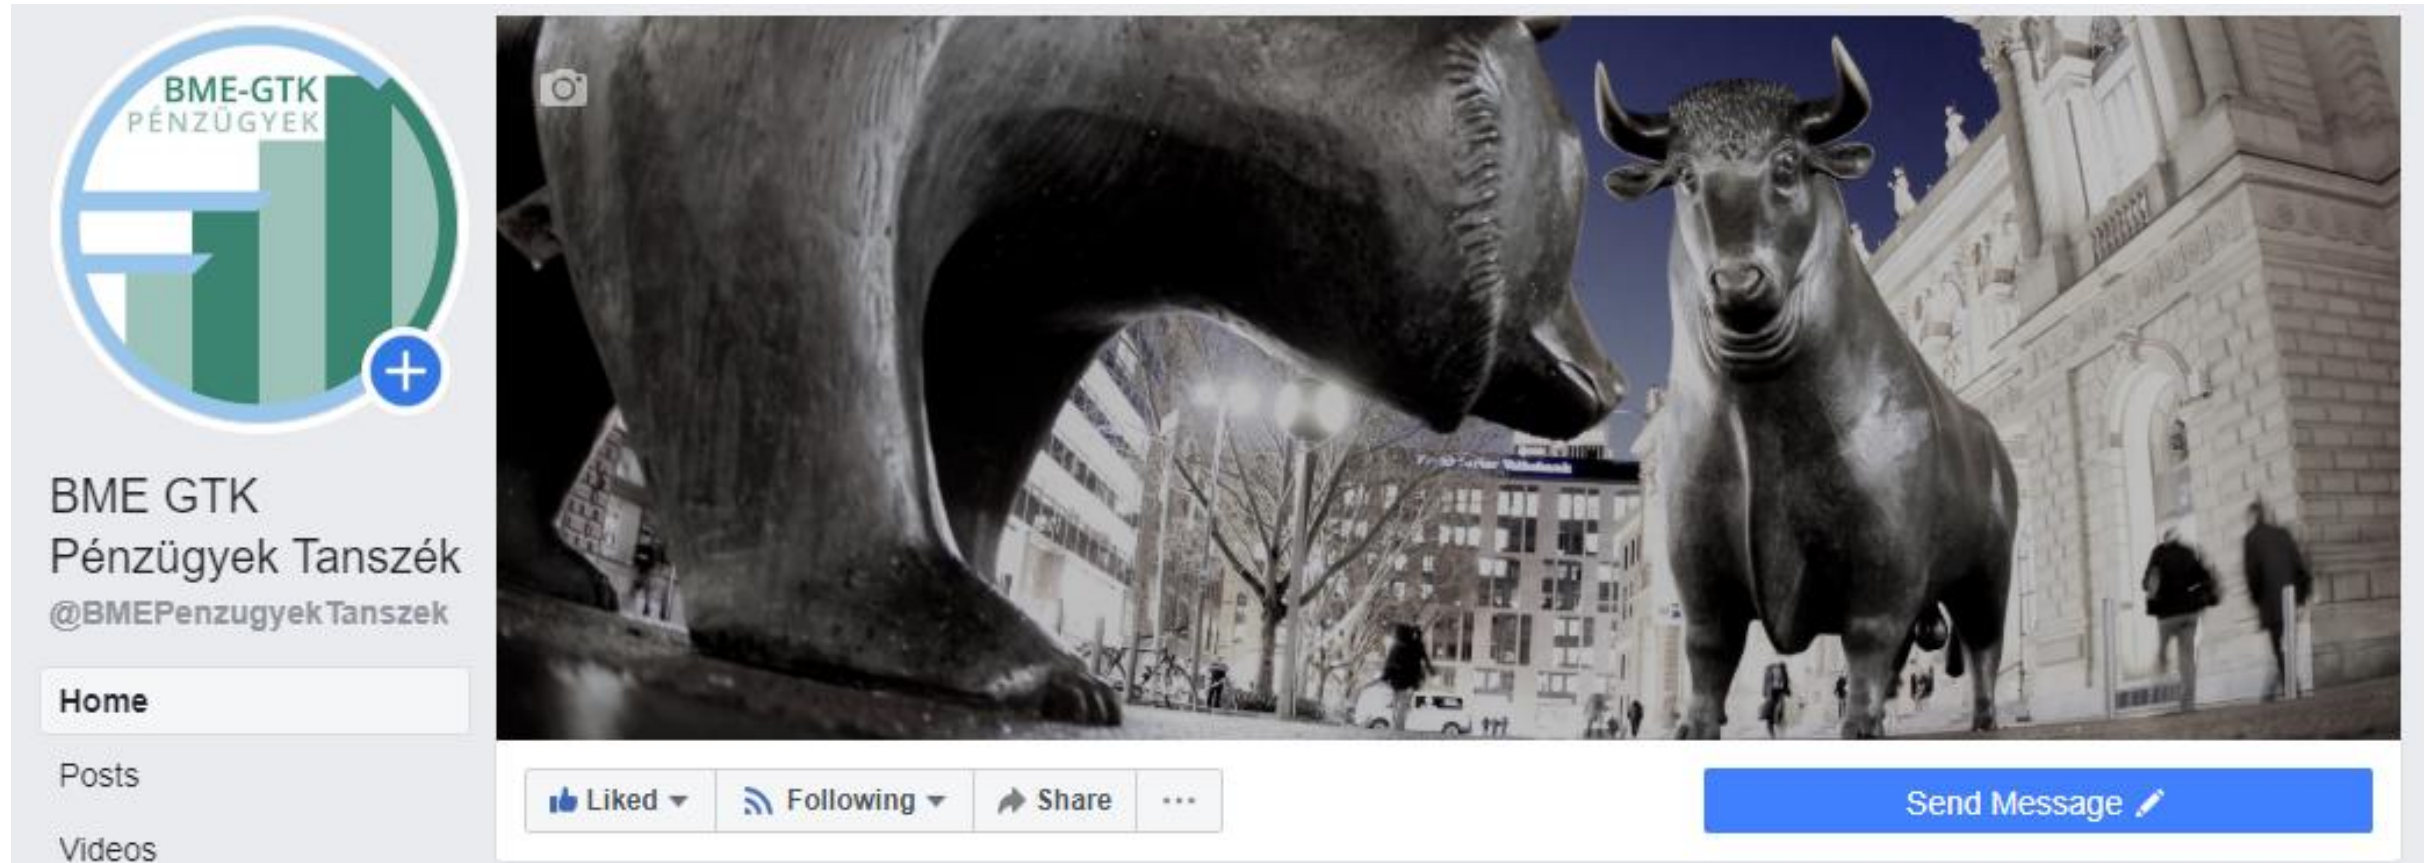 BME-GTK
PÉNZÜGYEK
BME GTK
Pénzügyek Tanszék
@BMEPenzugyekTanszek
Home
Posts
Videos
Liked
Following
Share
Send Message